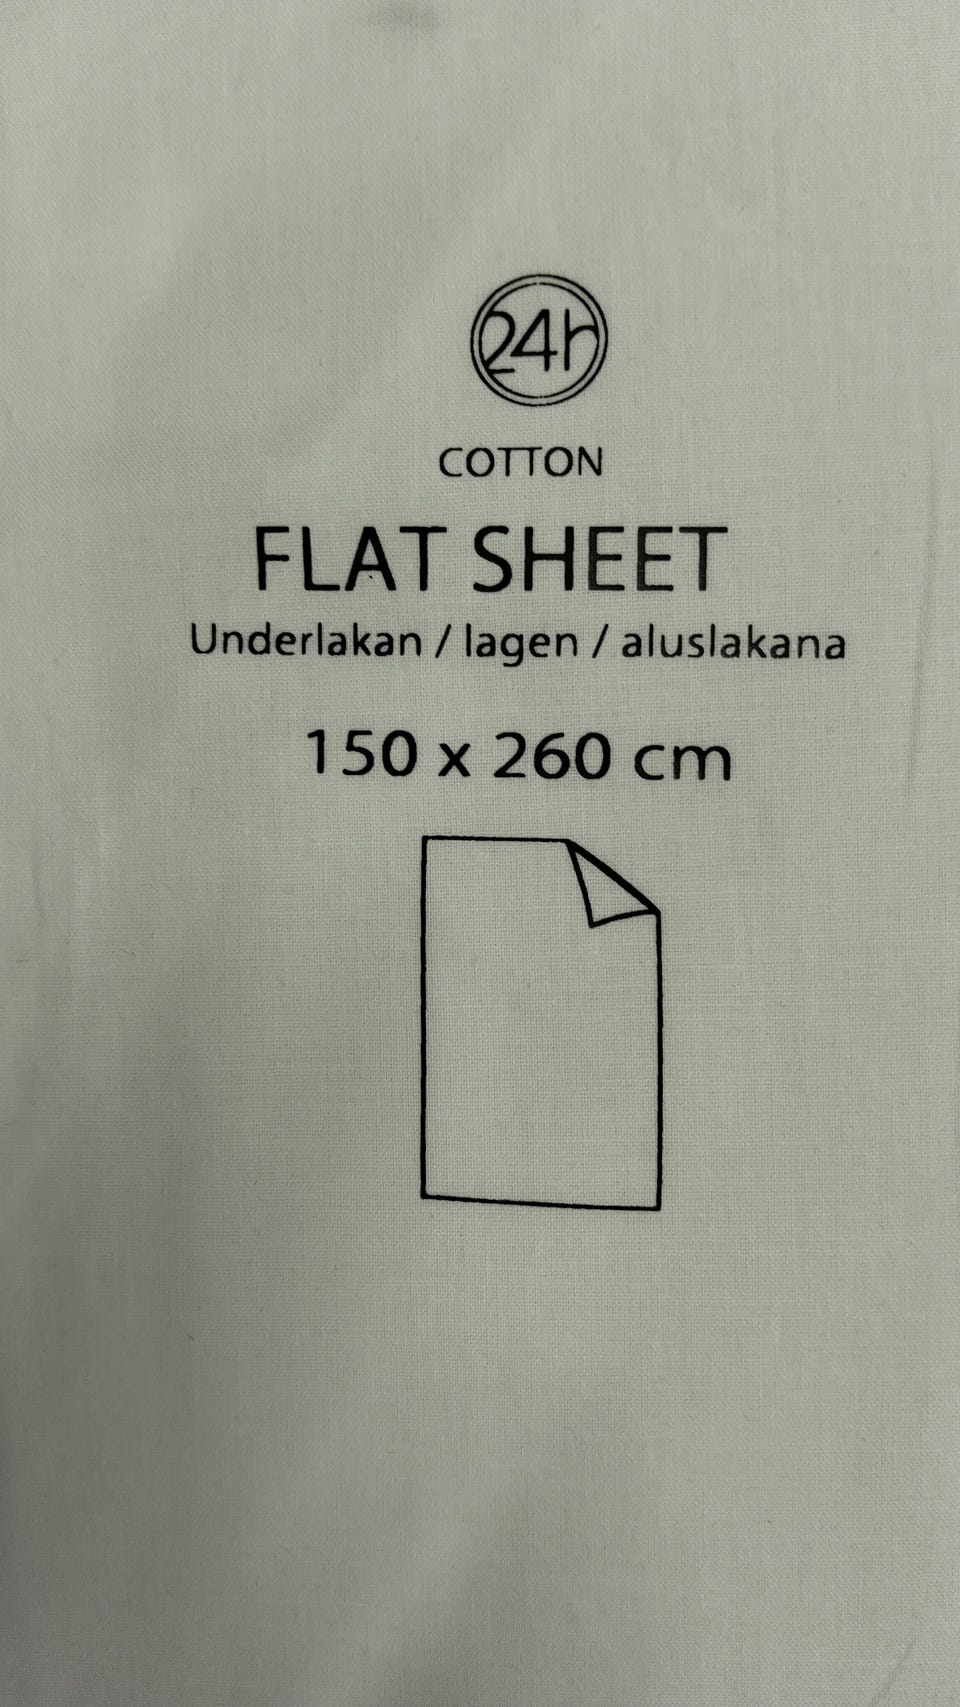 24h
COTTON
FLAT SHEET
Underlakan / lagen / aluslakana
150 x 260 cm